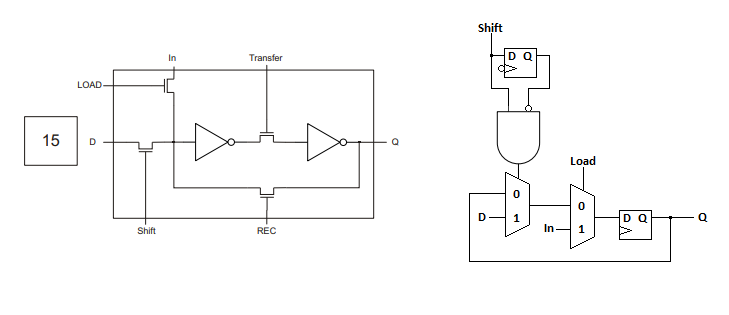 In Transfer
LOAD
15
D
Q
Shift
REC
Shift
D Q
Load
0
1
D
0
1
In
D Q
Q